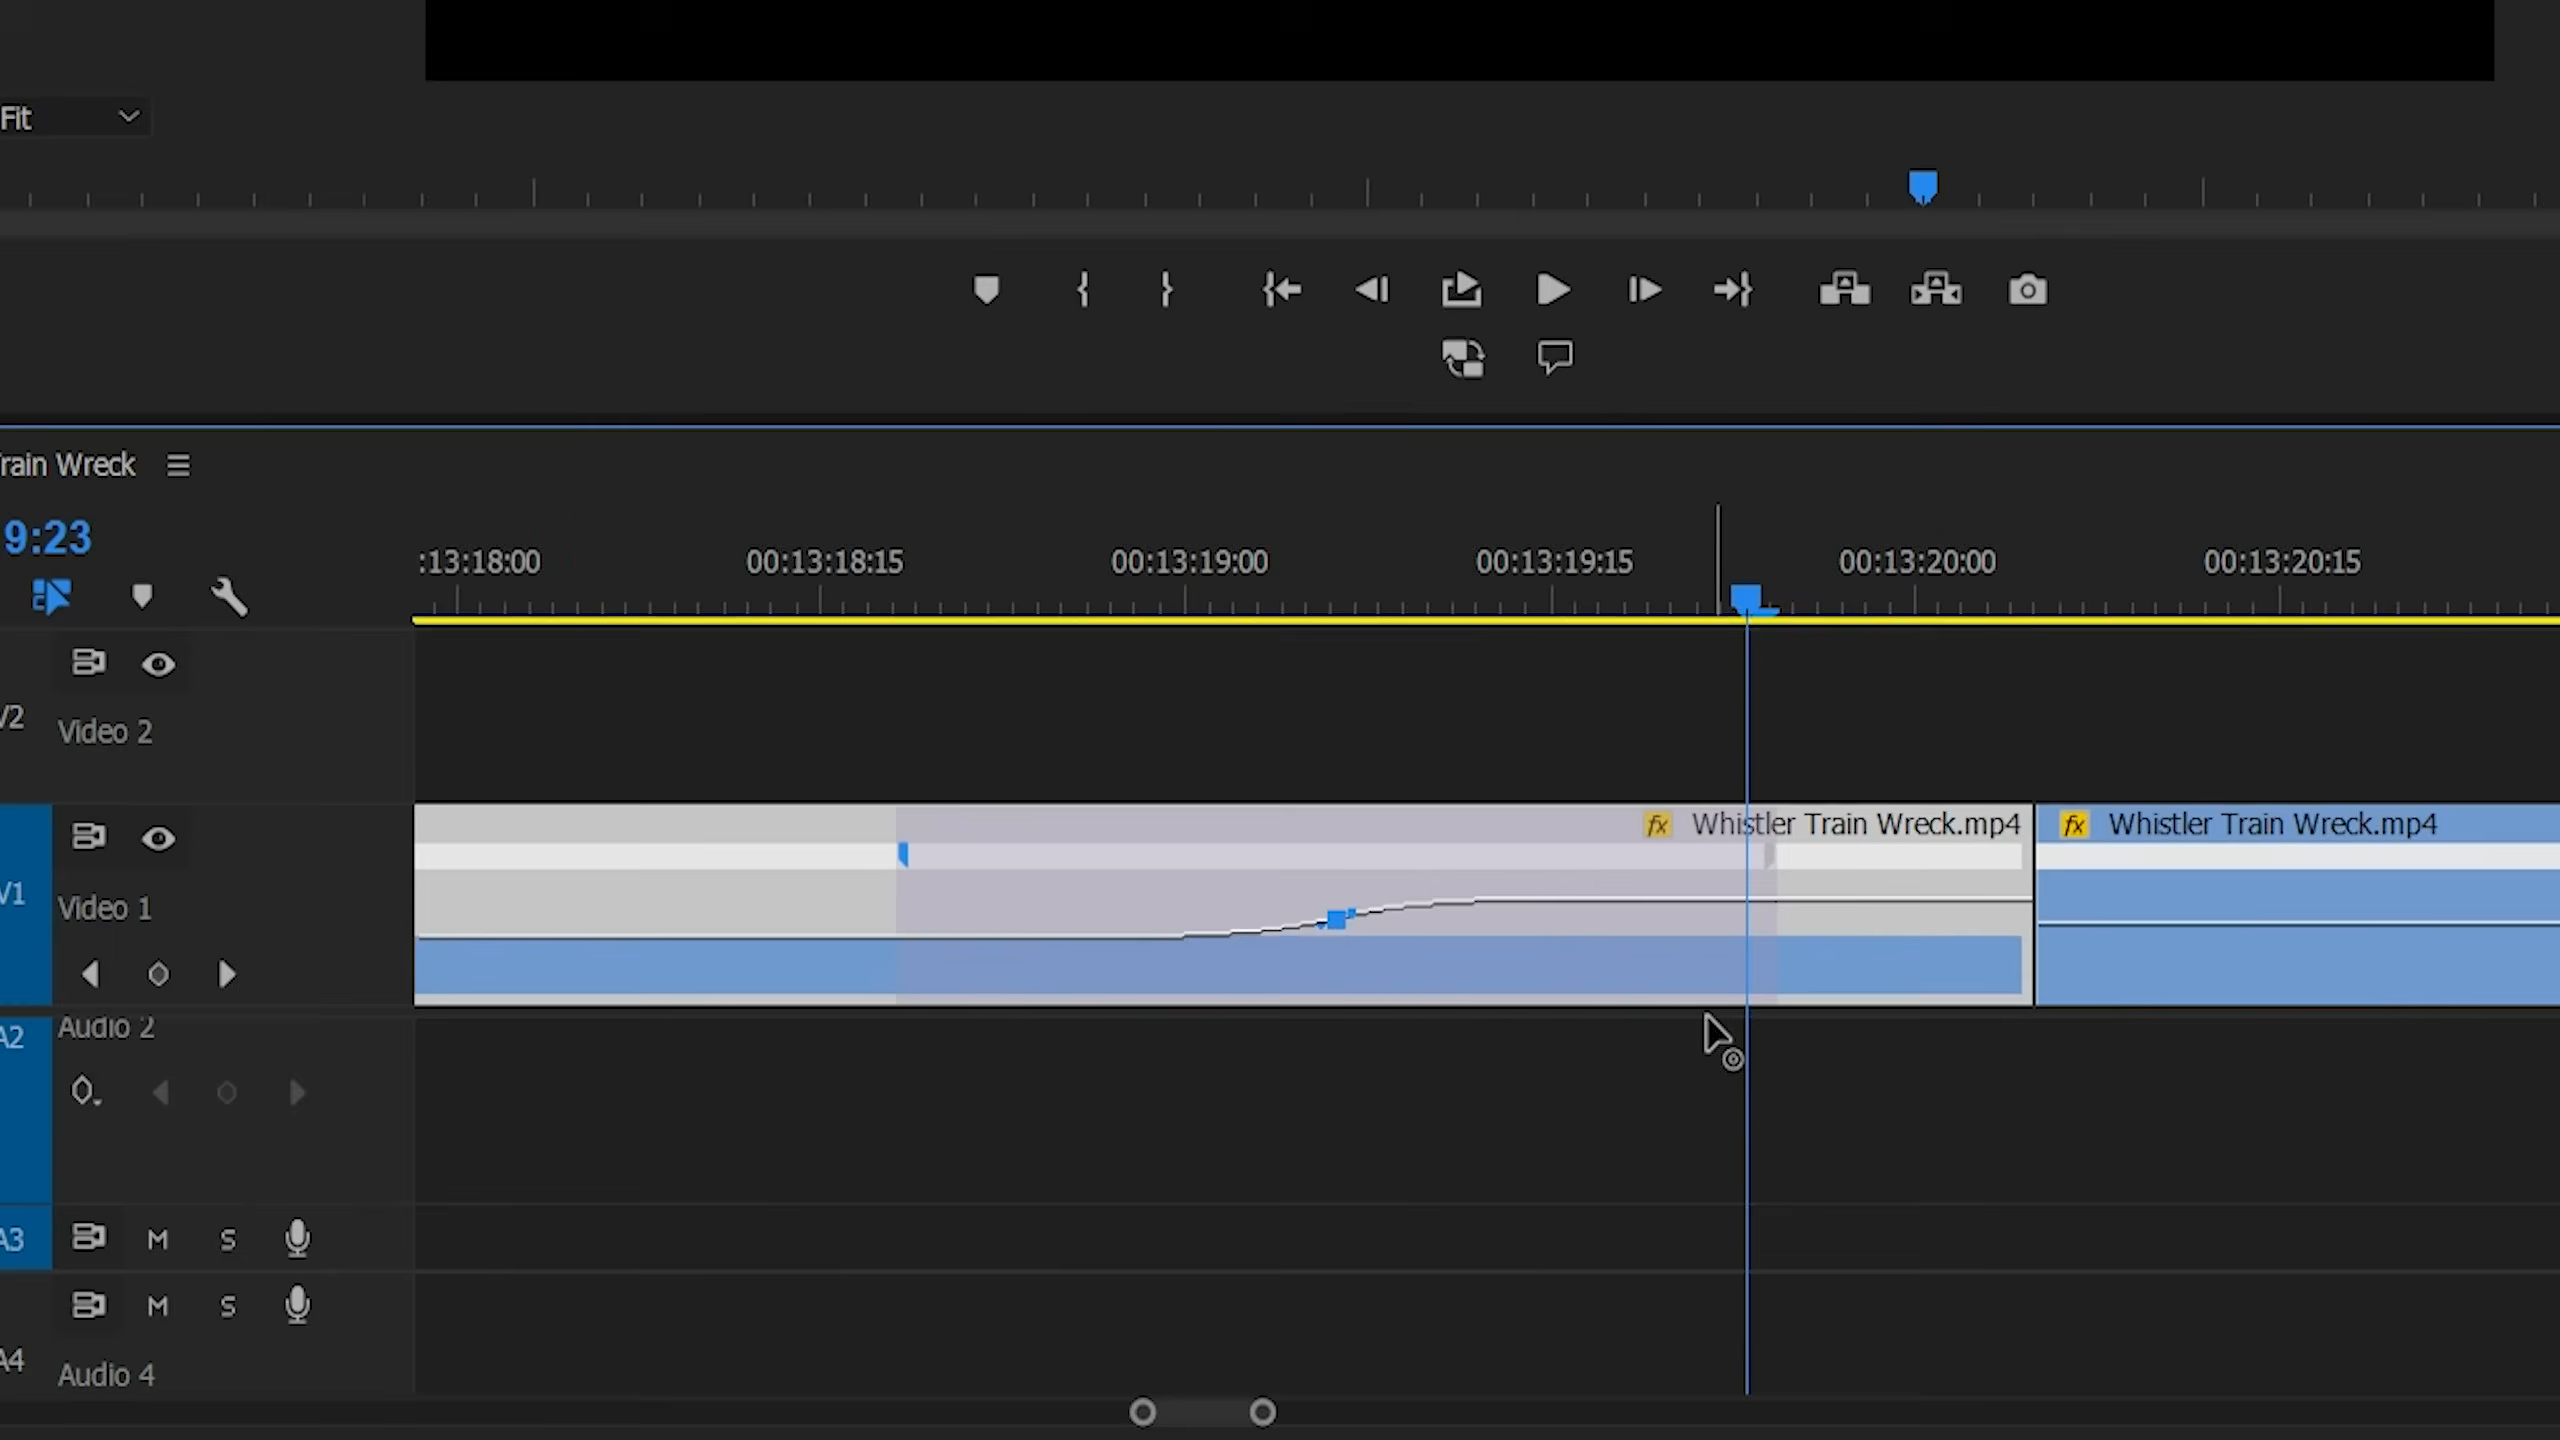 Fit
rain Wreck
9:23
:13:18:00 00:13:18:15 00:13:19:00 00:13:19:15 00:13:20:00 00:13:20:15
V2 Video 2
fx Whistler Train Wreck.mp4 fx Whistler Train Wreck.mp4
V1 Video 1
A2 Audio 2
A3 M S
M S
A4 Audio 4